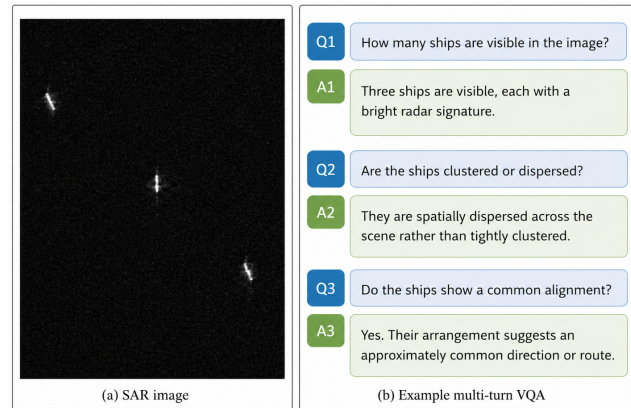 Q1
How many ships are visible in the image?
A1
Three ships are visible, each with a
bright radar signature.
Q2
Are the ships clustered or dispersed?
A2
They are spatially dispersed across the
scene rather than tightly clustered.
Q3
Do the ships show a common alignment?
A3
Yes. Their arrangement suggests an
approximately common direction or route.
(a) SAR image
(b) Example multi-turn VQA